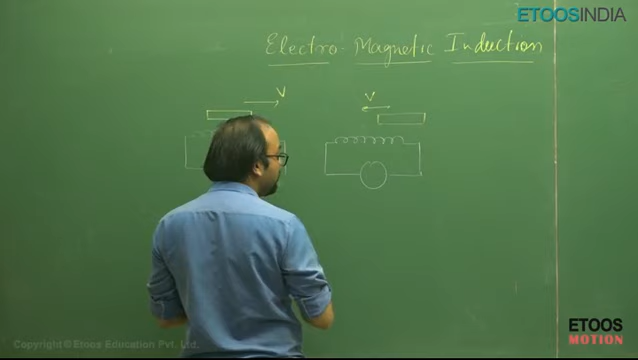 ETOOSINDIA
Electro-Magnetic Induction
V
V
ETOOS
MOTION
Copyright © Etoos Education Pvt. Ltd.